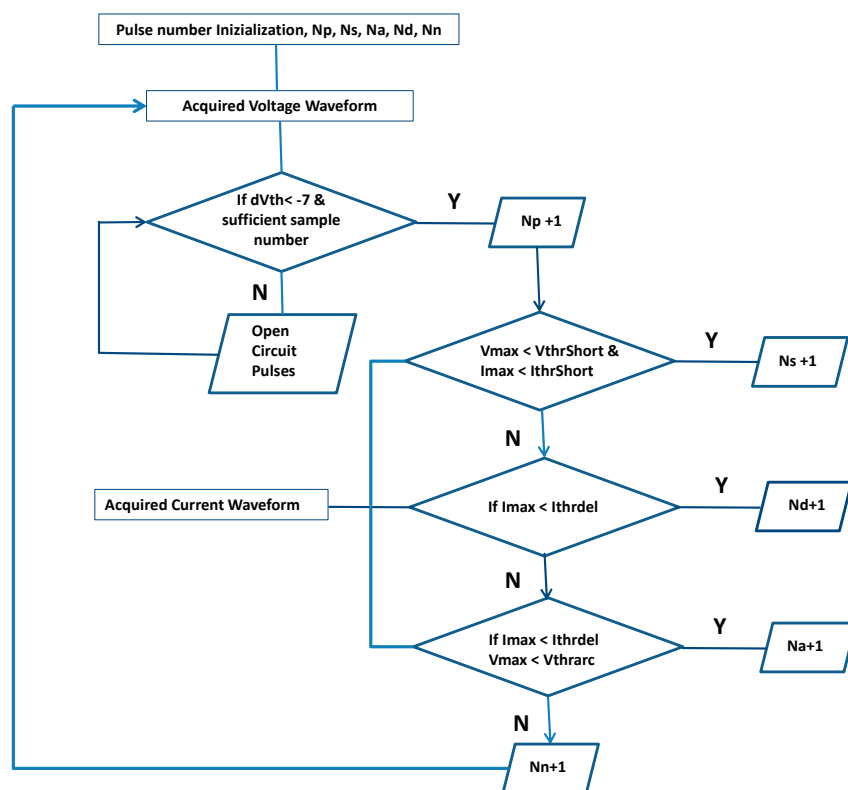 Pulse number Inizialization, Np, Ns, Na, Nd, Nn
Acquired Voltage Waveform
If dVth< -7 &
sufficient sample
number
Y
Np +1
N
Open
Circuit
Pulses
Vmax < VthrShort &
Imax < IthrShort
Y
Ns +1
N
Acquired Current Waveform
If Imax < Ithrdel
Y
Nd+1
N
If Imax < Ithrdel
Vmax < Vthrarc
Y
Na+1
N
Nn+1